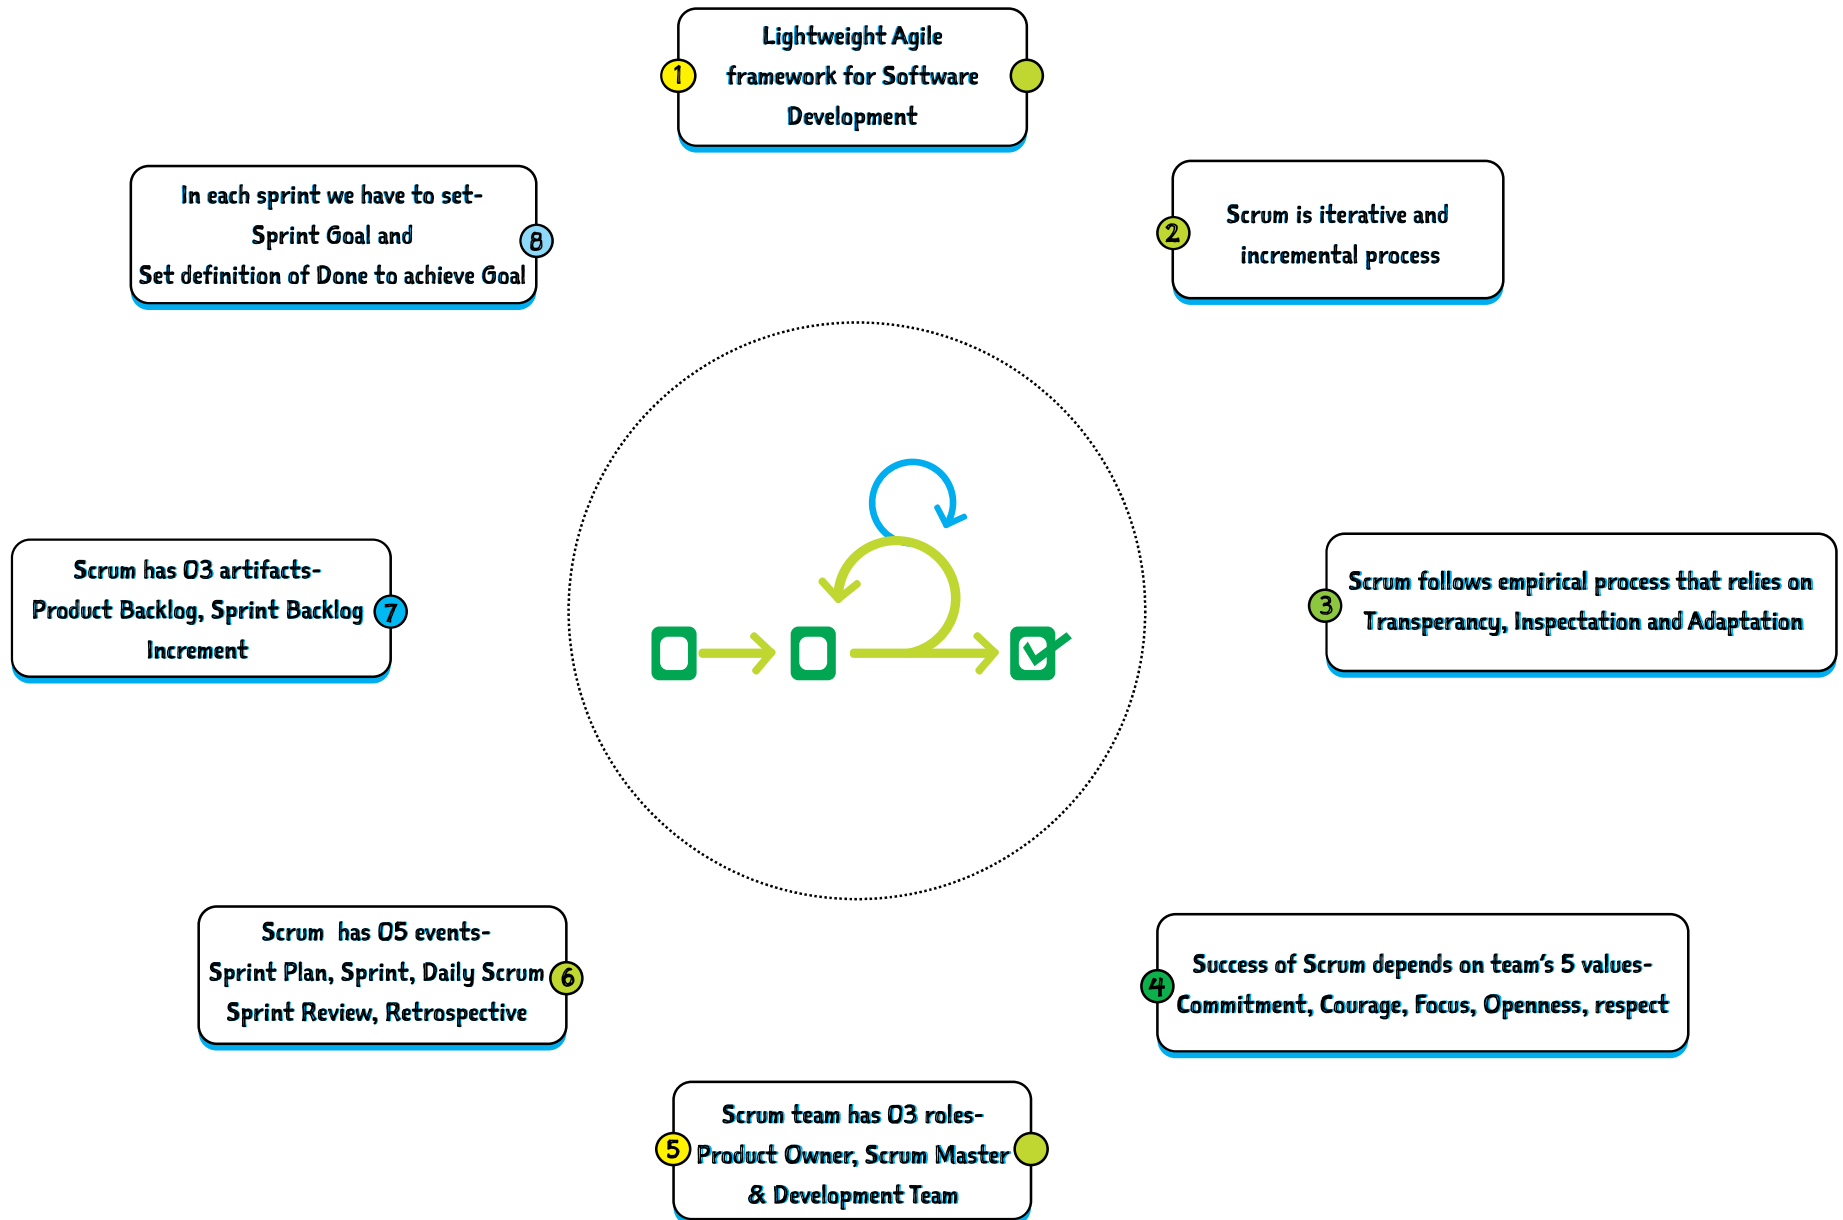 1
Lightweight Agile
framework for Software
Development
2
Scrum is iterative and
incremental process
3
Scrum follows empirical process that relies on
Transperancy, Inspectation and Adaptation
4
Success of Scrum depends on team's 5 values-
Commitment, Courage, Focus, Openness, respect
5
Scrum team has 03 roles-
Product Owner, Scrum Master
& Development Team
6
Scrum has 05 events-
Sprint Plan, Sprint, Daily Scrum
Sprint Review, Retrospective
7
Scrum has 03 artifacts-
Product Backlog, Sprint Backlog
Increment
8
In each sprint we have to set-
Sprint Goal and
Set definition of Done to achieve Goal